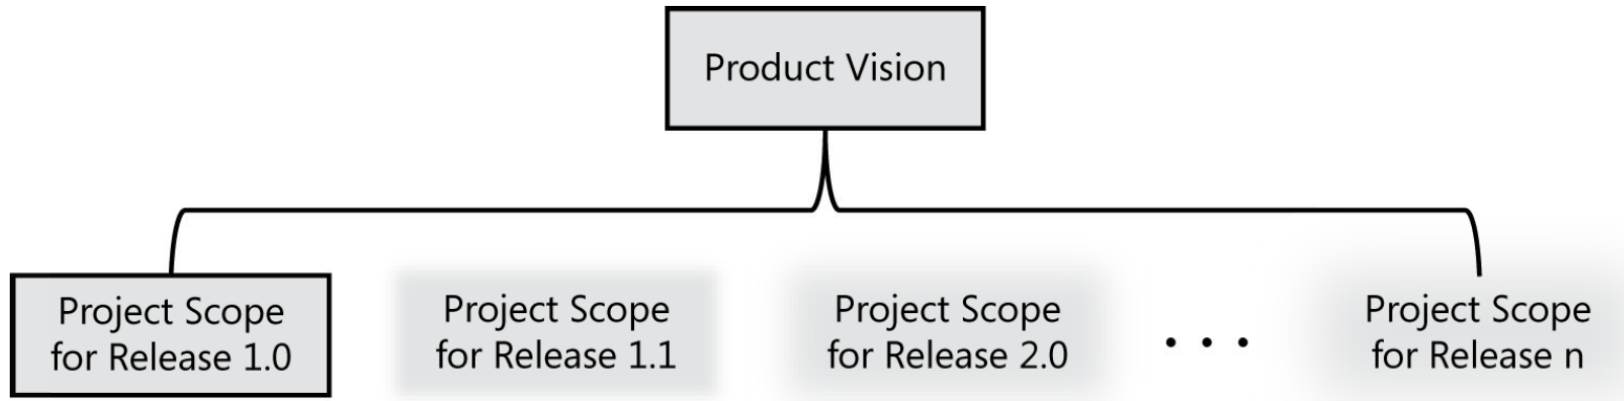 Product Vision
Project Scope
for Release 1.0
Project Scope
for Release 1.1
Project Scope
for Release 2.0
. . .
Project Scope
for Release n